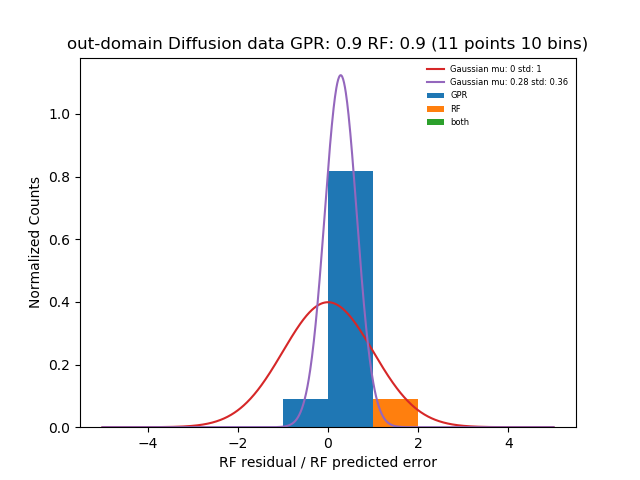 out-domain Diffusion data GPR: 0.9 RF: 0.9 (11 points 10 bins)
Gaussian mu: 0 std: 1
Gaussian mu: 0.28 std: 0.36
GPR
RF
both
Normalized Counts
1.0
0.8
0.6
0.4
0.2
0.0
−4
−2
0
2
4
RF residual / RF predicted error